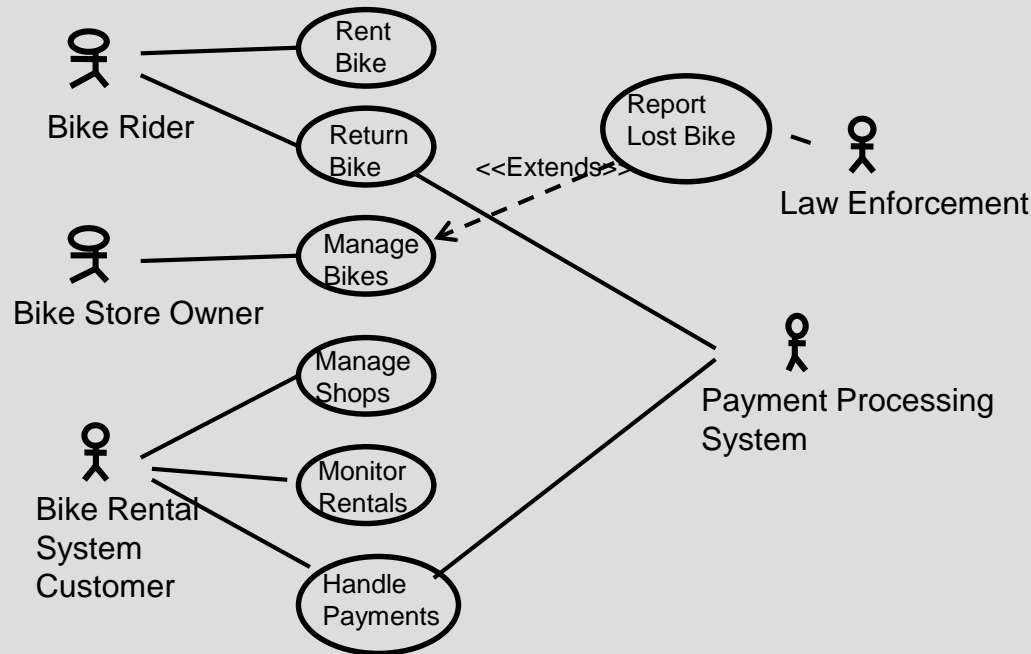 Rent
Bike
Bike Rider
Return
Bike
Report
Lost Bike
<<Extends>>
Law Enforcement
Manage
Bikes
Bike Store Owner
Manage
Shops
Payment Processing
System
Monitor
Rentals
Bike Rental
System
Customer
Handle
Payments